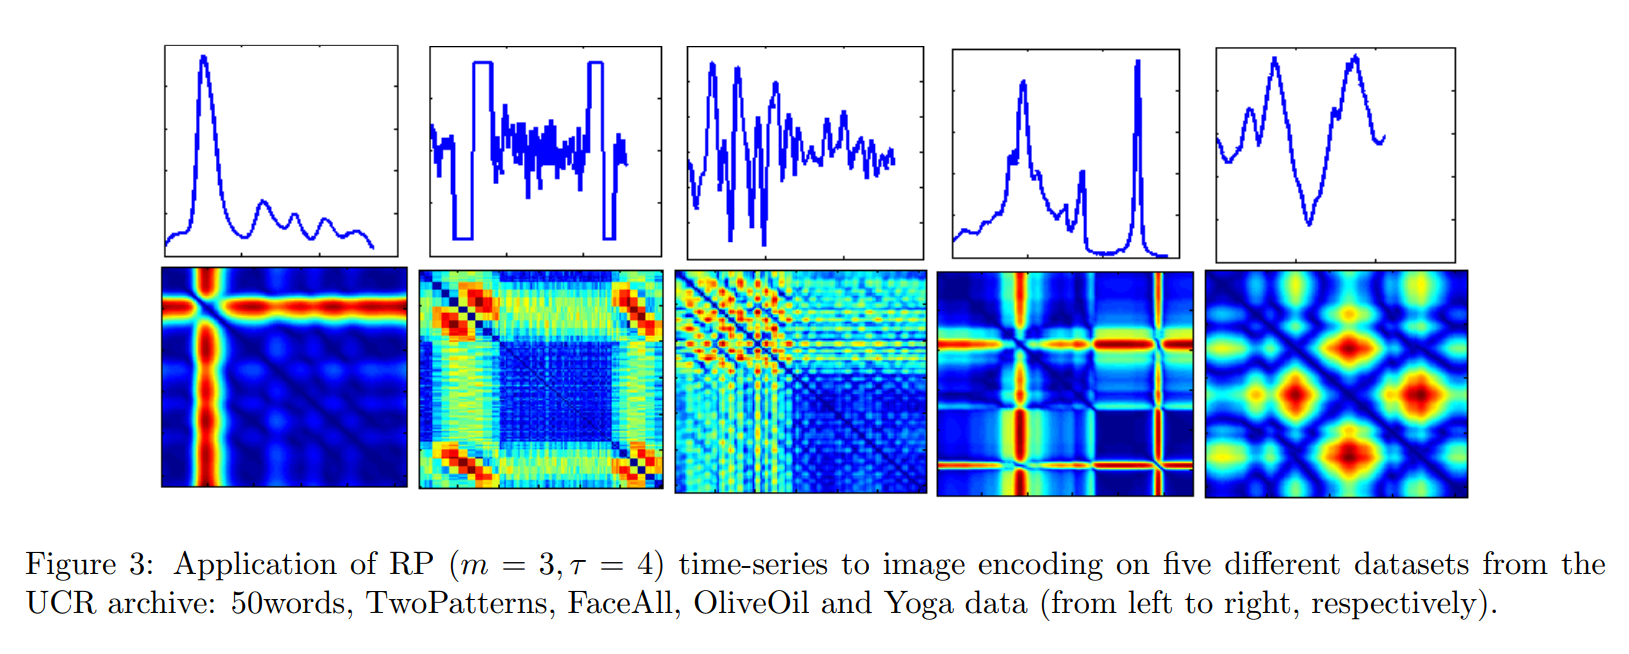 Figure 3: Application of RP (m = 3, τ = 4) time-series to image encoding on five different datasets from the
UCR archive: 50words, TwoPatterns, FaceAll, OliveOil and Yoga data (from left to right, respectively).